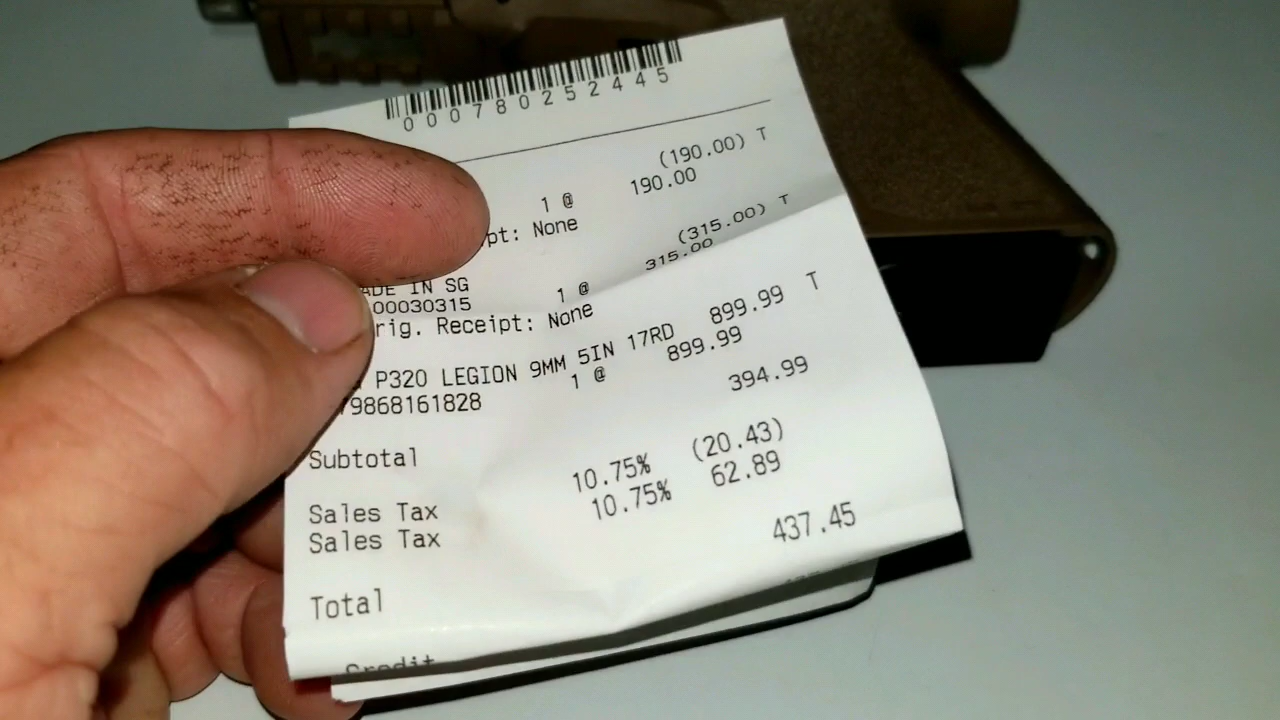 000780252445
(190.00) T
1 @ 190.00
pt: None
(315.00) T
ADE IN SG 1 @ 315.00
00030315
rig. Receipt: None
P320 LEGION 9MM 5IN 17RD 899.99 T
1 @ 899.99
79868161828
Subtotal 394.99
Sales Tax 10.75% (20.43)
Sales Tax 10.75% 62.89
Total 437.45
Credit